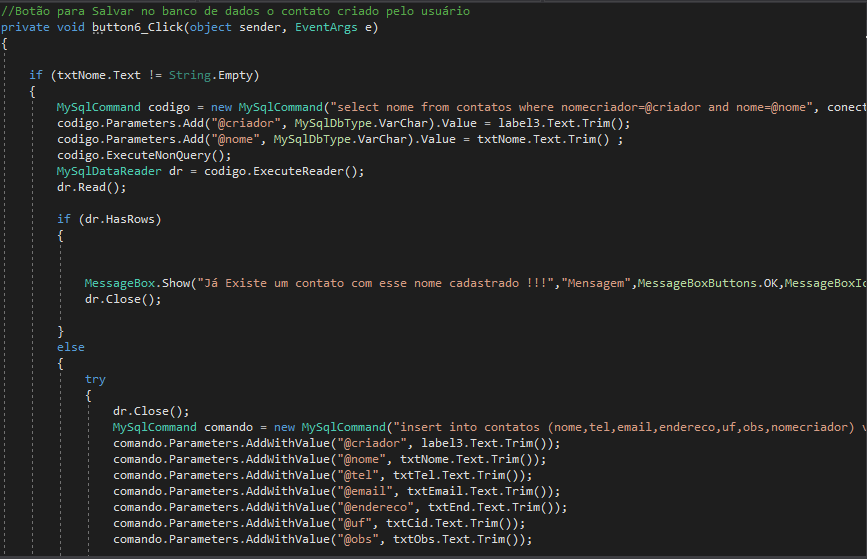 //Botão para Salvar no banco de dados o contato criado pelo usuário
private void button6_Click(object sender, EventArgs e)
{
if (txtNome.Text != String.Empty)
{
MySqlCommand codigo = new MySqlCommand("select nome from contatos where nomecriador=@criador and nome=@nome", conect
codigo.Parameters.Add("@criador", MySqlDbType.VarChar).Value = label3.Text.Trim();
codigo.Parameters.Add("@nome", MySqlDbType.VarChar).Value = txtNome.Text.Trim() ;
codigo.ExecuteNonQuery();
MySqlDataReader dr = codigo.ExecuteReader();
dr.Read();
if (dr.HasRows)
{
MessageBox.Show("Já Existe um contato com esse nome cadastrado !!!","Mensagem",MessageBoxButtons.OK,MessageBoxIc
dr.Close();
}
else
{
try
{
dr.Close();
MySqlCommand comando = new MySqlCommand("insert into contatos (nome,tel,email,endereco,uf,obs,nomecriador) v
comando.Parameters.AddWithValue("@criador", label3.Text.Trim());
comando.Parameters.AddWithValue("@nome", txtNome.Text.Trim());
comando.Parameters.AddWithValue("@tel", txtTel.Text.Trim());
comando.Parameters.AddWithValue("@email", txtEmail.Text.Trim());
comando.Parameters.AddWithValue("@endereco", txtEnd.Text.Trim());
comando.Parameters.AddWithValue("@uf", txtCid.Text.Trim());
comando.Parameters.AddWithValue("@obs", txtObs.Text.Trim());